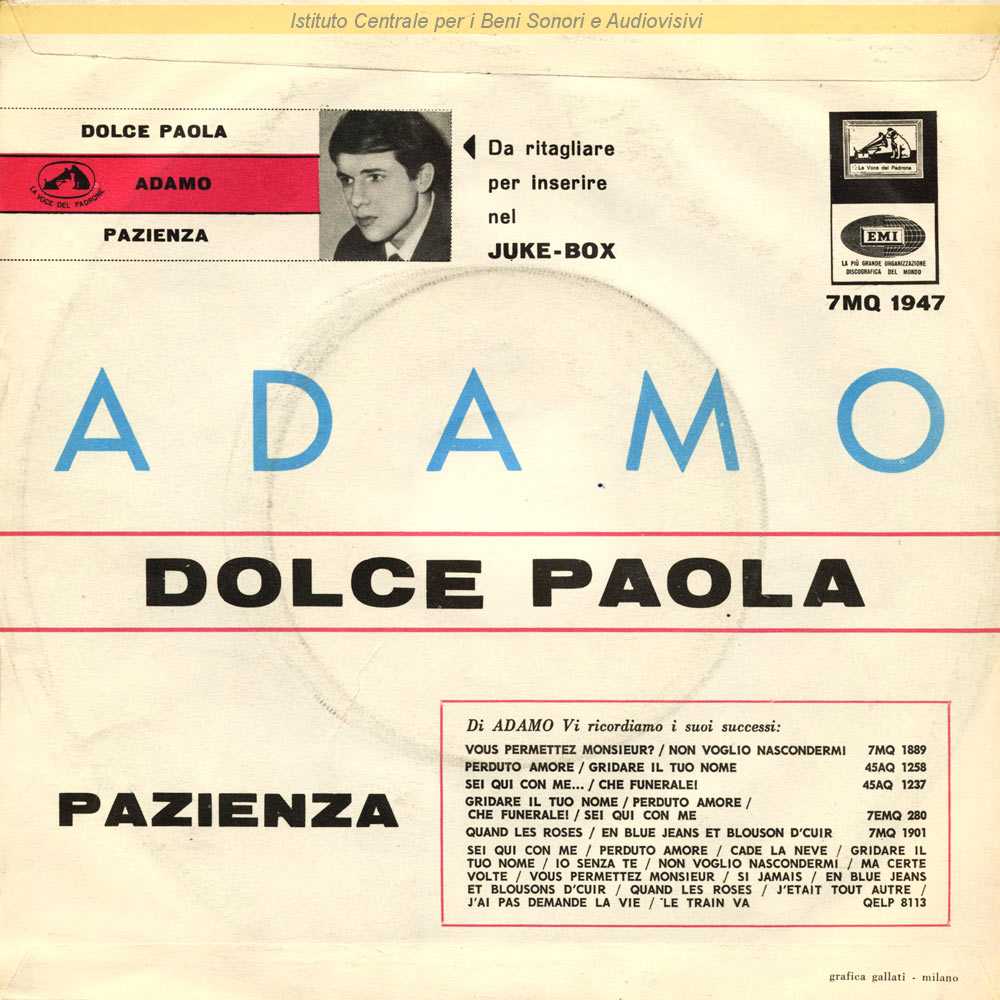 Istituto Centrale per i Beni Sonori e Audiovisivi
DOLCE PAOLA
LA VOCE DEL PADRONE
ADAMO
PAZIENZA
Da ritagliare
per inserire
nel
JUKE-BOX
La Voce del Padrone
EMI
LA PIÙ GRANDE ORGANIZZAZIONE
DISCOGRAFICA DEL MONDO
7MQ 1947
ADAMO
DOLCE PAOLA
PAZIENZA
Di ADAMO Vi ricordiamo i suoi successi:
VOUS PERMETTEZ MONSIEUR? / NON VOGLIO NASCONDERMI 7MQ 1889
PERDUTO AMORE / GRIDARE IL TUO NOME 45AQ 1258
SEI QUI CON ME... / CHE FUNERALE! 45AQ 1237
GRIDARE IL TUO NOME / PERDUTO AMORE /
CHE FUNERALE! / SEI QUI CON ME 7EMQ 280
QUAND LES ROSES / EN BLUE JEANS ET BLOUSON D'CUIR 7MQ 1901
SEI QUI CON ME / PERDUTO AMORE / CADE LA NEVE / GRIDARE IL
TUO NOME / IO SENZA TE / NON VOGLIO NASCONDERMI / MA CERTE
VOLTE / VOUS PERMETTEZ MONSIEUR / SI JAMAIS / EN BLUE JEANS
ET BLOUSONS D'CUIR / QUAND LES ROSES / J'ETAIT TOUT AUTRE /
J'AI PAS DEMANDE LA VIE / LE TRAIN VA QELP 8113
grafica gallati - milano